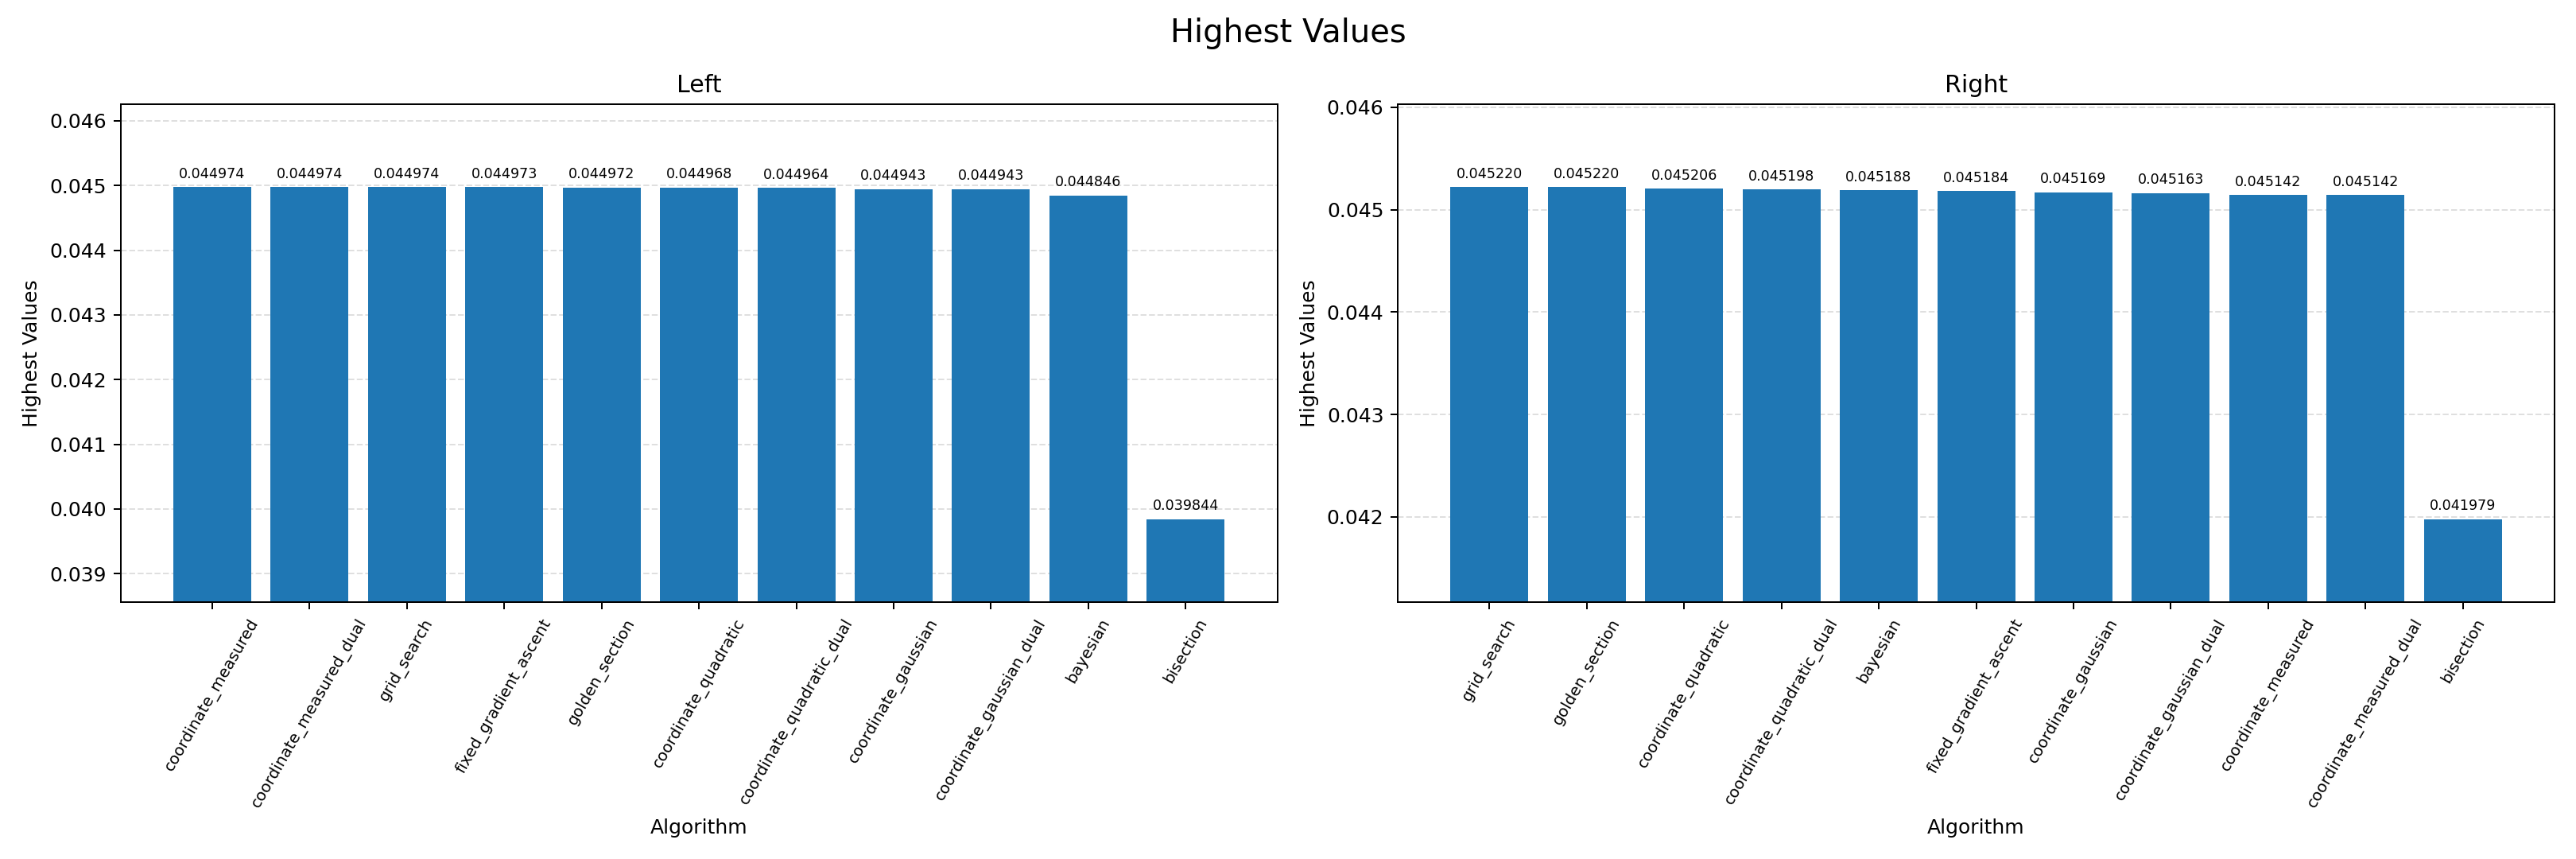 Highest Values
Left
Highest Values
0.046
0.045
0.044
0.043
0.042
0.041
0.040
0.039
0.044974
0.044974
0.044974
0.044973
0.044972
0.044968
0.044964
0.044943
0.044943
0.044846
0.039844
coordinate_measured
coordinate_measured_dual
grid_search
fixed_gradient_ascent
golden_section
coordinate_quadratic
coordinate_quadratic_dual
coordinate_gaussian
coordinate_gaussian_dual
bayesian
bisection
Algorithm
Right
Highest Values
0.046
0.045
0.044
0.043
0.042
0.045220
0.045220
0.045206
0.045198
0.045188
0.045184
0.045169
0.045163
0.045142
0.045142
0.041979
grid_search
golden_section
coordinate_quadratic
coordinate_quadratic_dual
bayesian
fixed_gradient_ascent
coordinate_gaussian
coordinate_gaussian_dual
coordinate_measured
coordinate_measured_dual
bisection
Algorithm